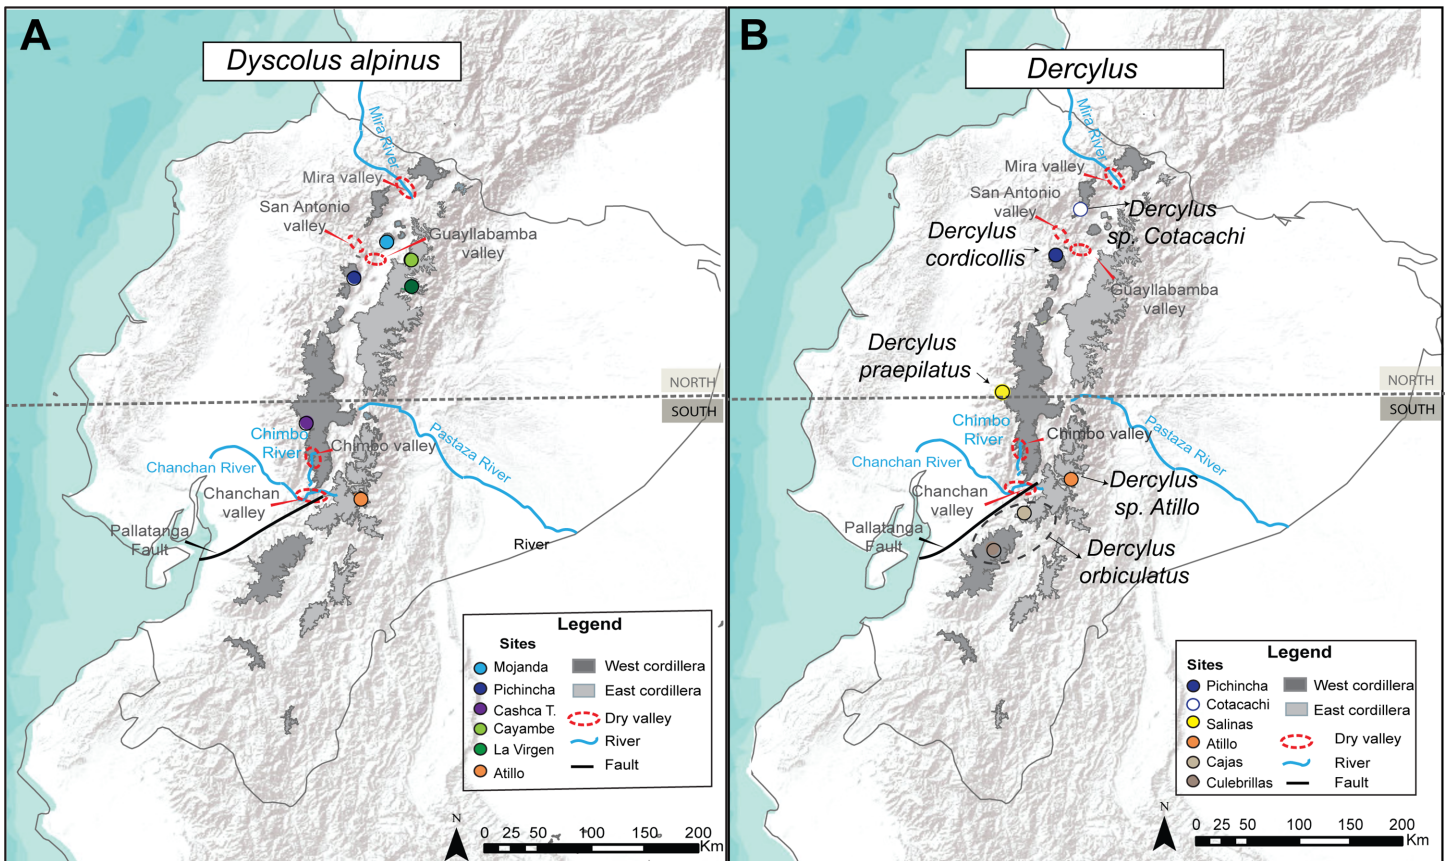 A
Dyscolus alpinus
Mira River
Mira valley
San Antonio
valley
Guayllabamba
valley
NORTH
SOUTH
Chimbo
River
Chimbo valley
Pastaza River
Chanchan River
Chanchan
valley
Pallatanga
Fault
River
Legend
Sites
Mojanda
Pichincha
Cashca T.
Cayambe
La Virgen
Atillo
West cordillera
East cordillera
Dry valley
River
Fault
N
0 25 50 100 150 200
Km
B
Dercylus
Mira River
Mira valley
San Antonio
valley
Dercylus
sp. Cotacachi
Dercylus
cordicollis
Guayllabamba
valley
Dercylus
praepilatus
NORTH
SOUTH
Chimbo
River
Chimbo valley
Pastaza River
Chanchan River
Chanchan
valley
Dercylus
sp. Atillo
Pallatanga
Fault
Dercylus
orbiculatus
Legend
Sites
Pichincha
Cotacachi
Salinas
Atillo
Cajas
Culebrillas
West cordillera
East cordillera
Dry valley
River
Fault
N
0 25 50 100 150 200
Km